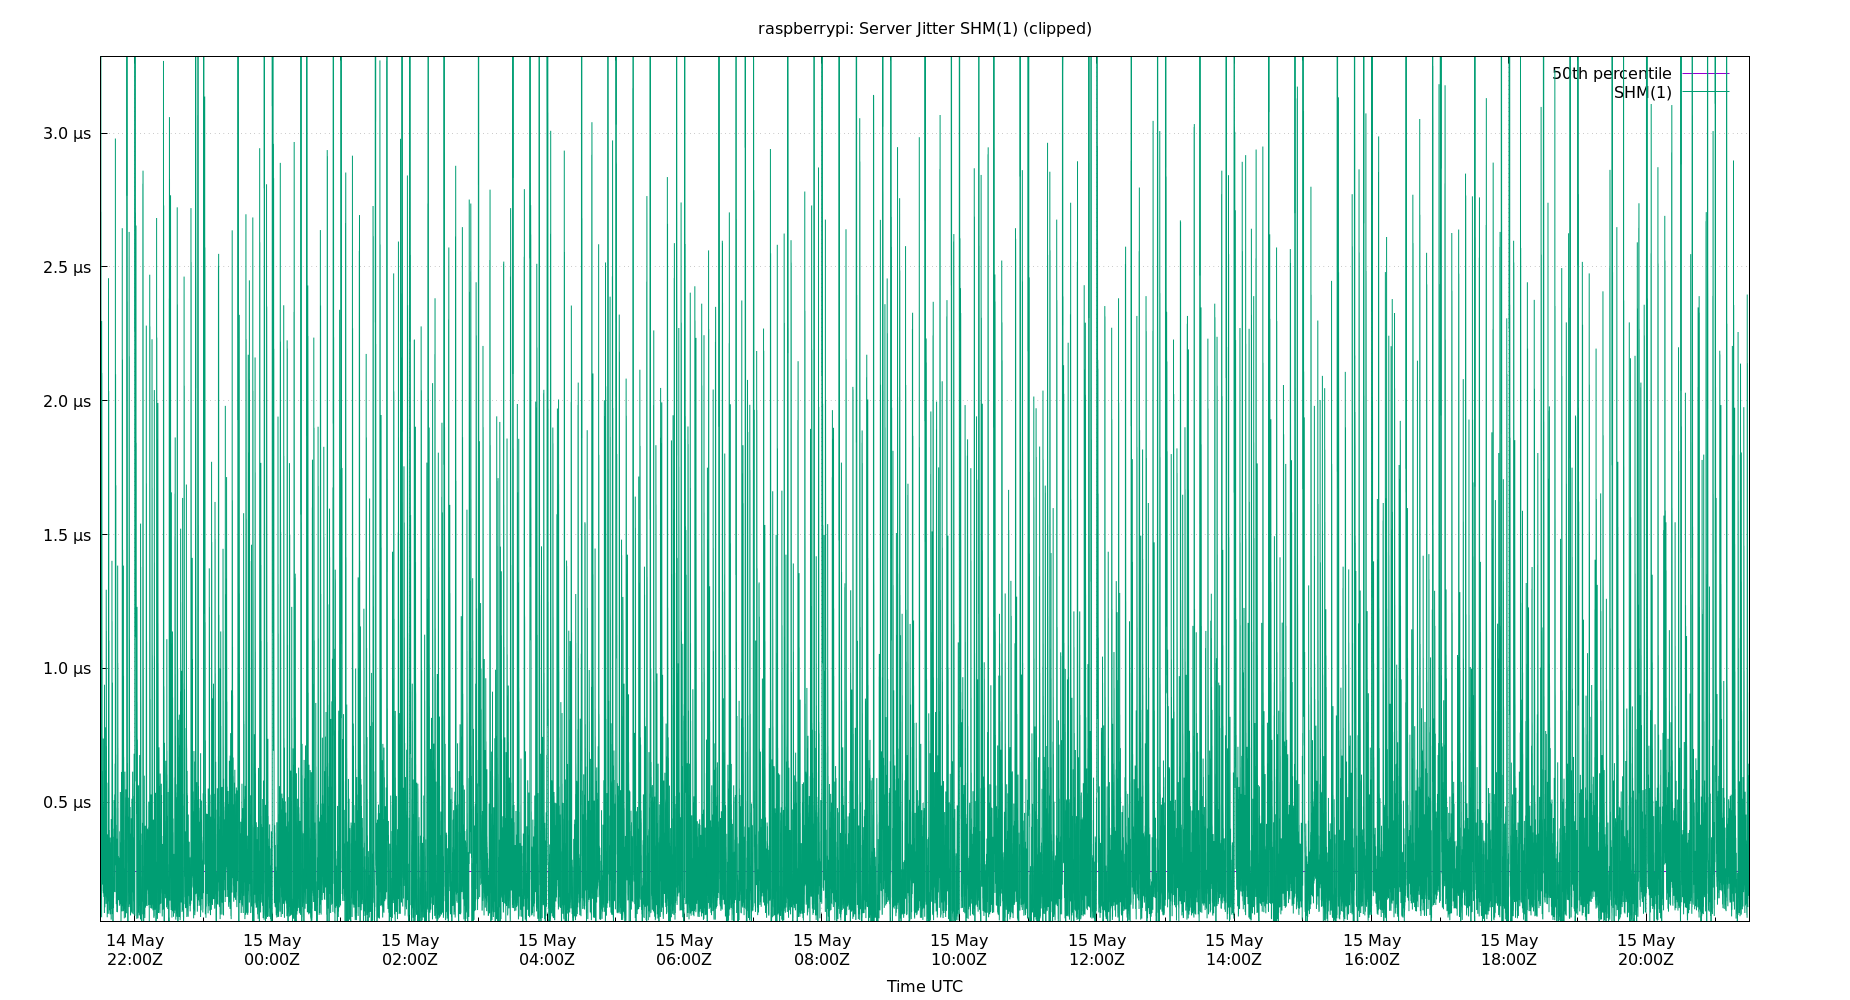 raspberrypi: Server Jitter SHM(1) (clipped)
50th percentile
SHM(1)
3.0 µs
2.5 µs
2.0 µs
1.5 µs
1.0 µs
0.5 µs
14 May 15 May 15 May 15 May 15 May 15 May 15 May 15 May 15 May 15 May 15 May 15 May
22:00Z 00:00Z 02:00Z 04:00Z 06:00Z 08:00Z 10:00Z 12:00Z 14:00Z 16:00Z 18:00Z 20:00Z
Time UTC